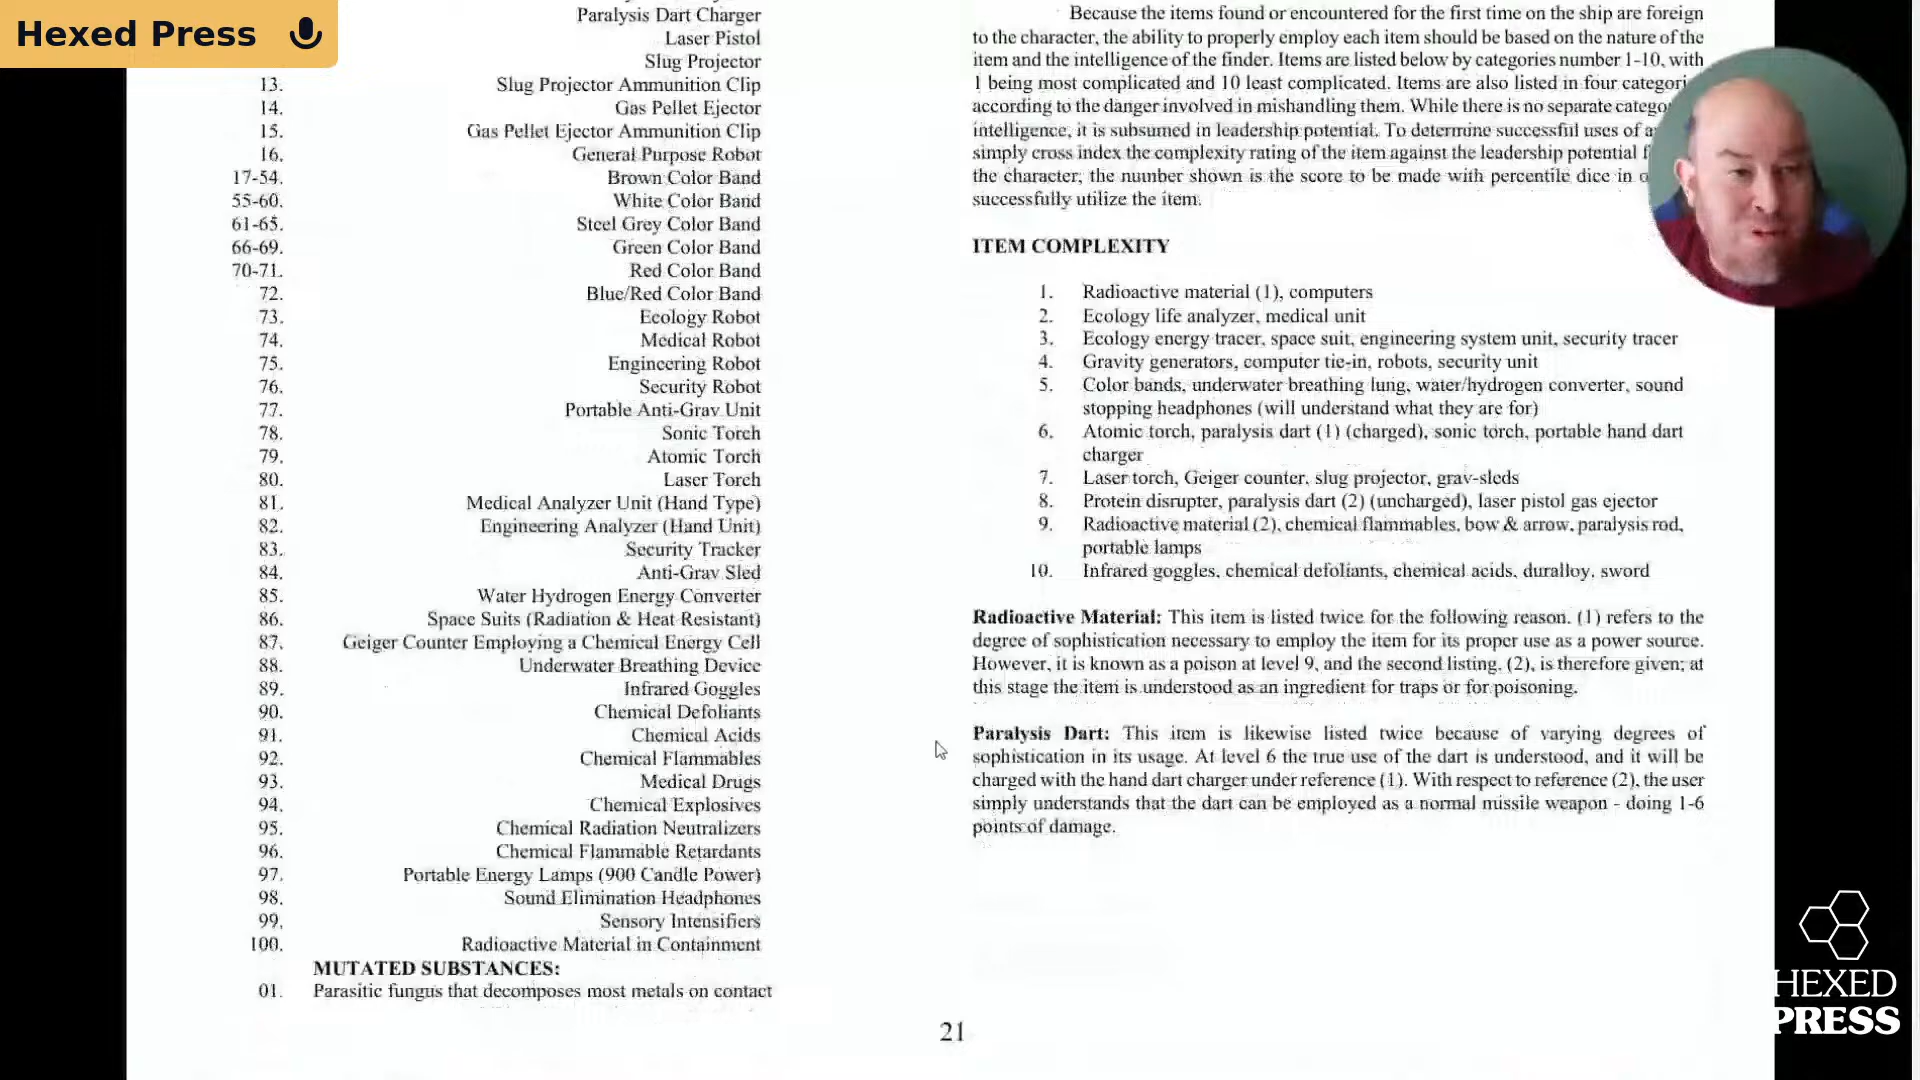 Hexed Press
Paralysis Dart Charger
Laser Pistol
Slug Projector
13. Slug Projector Ammunition Clip
14. Gas Pellet Ejector
15. Gas Pellet Ejector Ammunition Clip
16. General Purpose Robot
17-54. Brown Color Band
55-60. White Color Band
61-65. Steel Grey Color Band
66-69. Green Color Band
70-71. Red Color Band
72. Blue/Red Color Band
73. Ecology Robot
74. Medical Robot
75. Engineering Robot
76. Security Robot
77. Portable Anti-Grav Unit
78. Sonic Torch
79. Atomic Torch
80. Laser Torch
81. Medical Analyzer Unit (Hand Type)
82. Engineering Analyzer (Hand Unit)
83. Security Tracker
84. Anti-Grav Sled
85. Water Hydrogen Energy Converter
86. Space Suits (Radiation & Heat Resistant)
87. Geiger Counter Employing a Chemical Energy Cell
88. Underwater Breathing Device
89. Infrared Goggles
90. Chemical Defoliants
91. Chemical Acids
92. Chemical Flammables
93. Medical Drugs
94. Chemical Explosives
95. Chemical Radiation Neutralizers
96. Chemical Flammable Retardants
97. Portable Energy Lamps (900 Candle Power)
98. Sound Elimination Headphones
99. Sensory Intensifiers
100. Radioactive Material in Containment
MUTATED SUBSTANCES:
01. Parasitic fungus that decomposes most metals on contact
Because the items found or encountered for the first time on the ship are foreign
to the character, the ability to properly employ each item should be based on the nature of the
item and the intelligence of the finder. Items are listed below by categories number 1-10, with
1 being most complicated and 10 least complicated. Items are also listed in four
according to the danger involved in mishandling them. While there is no separate
intelligence, it is subsumed in leadership potential. To determine successful uses of
simply cross index the complexity rating of the item against the leadership potential
the character; the number shown is the score to be made with percentile dice in
successfully utilize the item.
ITEM COMPLEXITY
1. Radioactive material (1), computers
2. Ecology life analyzer, medical unit
3. Ecology energy tracer, space suit, engineering system unit, security tracer
4. Gravity generators, computer tie-in, robots, security unit
5. Color bands, underwater breathing lung, water/hydrogen converter, sound
stopping headphones (will understand what they are for)
6. Atomic torch, paralysis dart (1) (charged), sonic torch, portable hand dart
charger
7. Laser torch, Geiger counter, slug projector, grav-sleds
8. Protein disrupter, paralysis dart (2) (uncharged), laser pistol gas ejector
9. Radioactive material (2), chemical flammables, bow & arrow, paralysis rod,
portable lamps
10. Infrared goggles, chemical defoliants, chemical acids, duralloy, sword
Radioactive Material: This item is listed twice for the following reason. (1) refers to the
degree of sophistication necessary to employ the item for its proper use as a power source.
However, it is known as a poison at level 9, and the second listing, (2), is therefore given; at
this stage the item is understood as an ingredient for traps or for poisoning.
Paralysis Dart: This item is likewise listed twice because of varying degrees of
sophistication in its usage. At level 6 the true use of the dart is understood, and it will be
charged with the hand dart charger under reference (1). With respect to reference (2), the user
simply understands that the dart can be employed as a normal missile weapon - doing 1-6
points of damage.
21
HEXED
PRESS